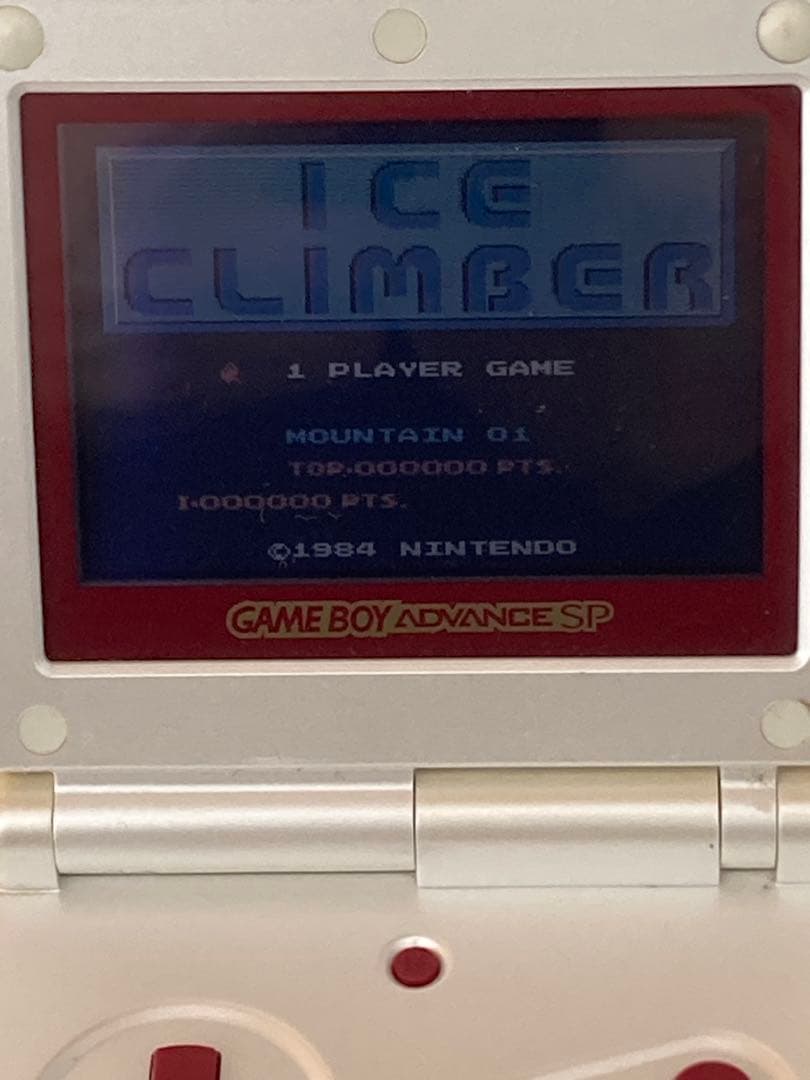 ICE
CLIMBER
1 PLAYER GAME
MOUNTAIN 01
TOP·000000 PTS.
I·000000 PTS.
©1984 NINTENDO
GAME BOY ADVANCE SP